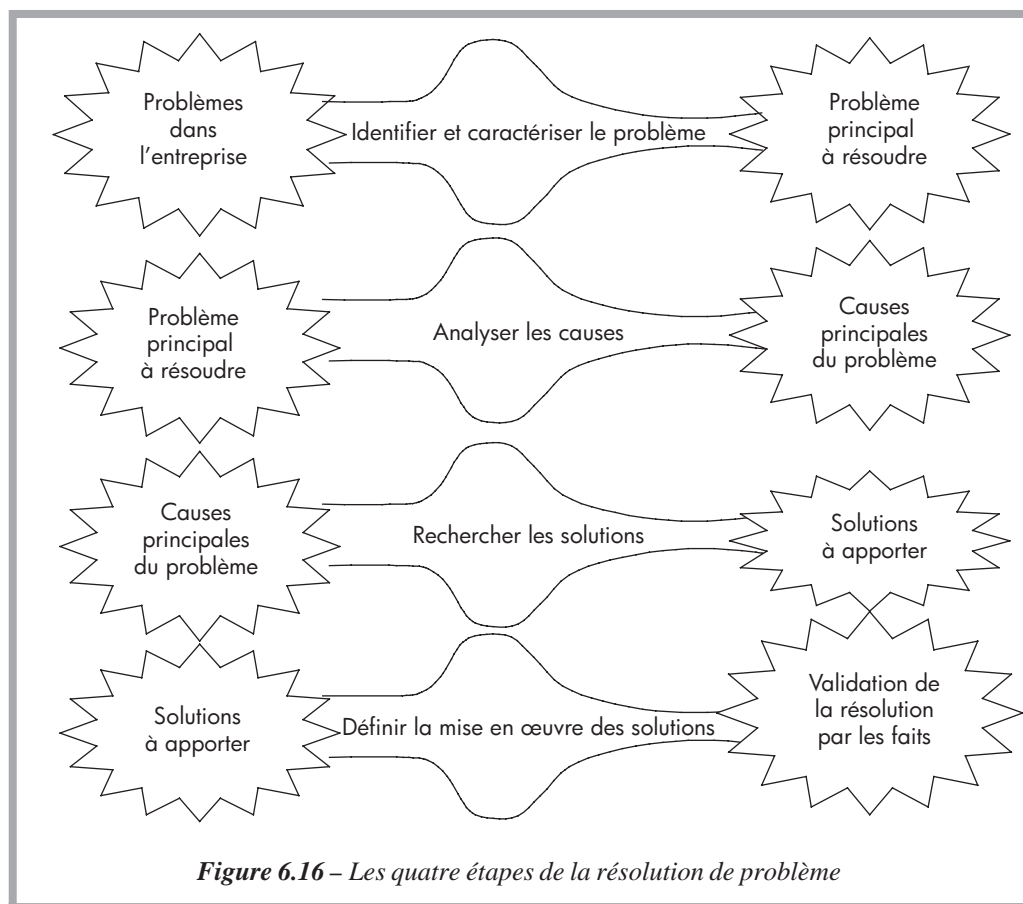 Problèmes
dans
l'entreprise
Identifier et caractériser le problème
Problème
principal
à résoudre
Problème
principal
à résoudre
Analyser les causes
Causes
principales
du problème
Causes
principales
du problème
Rechercher les solutions
Solutions
à apporter
Solutions
à apporter
Définir la mise en œuvre des solutions
Validation de
la résolution
par les faits
Figure 6.16 – Les quatre étapes de la résolution de problème